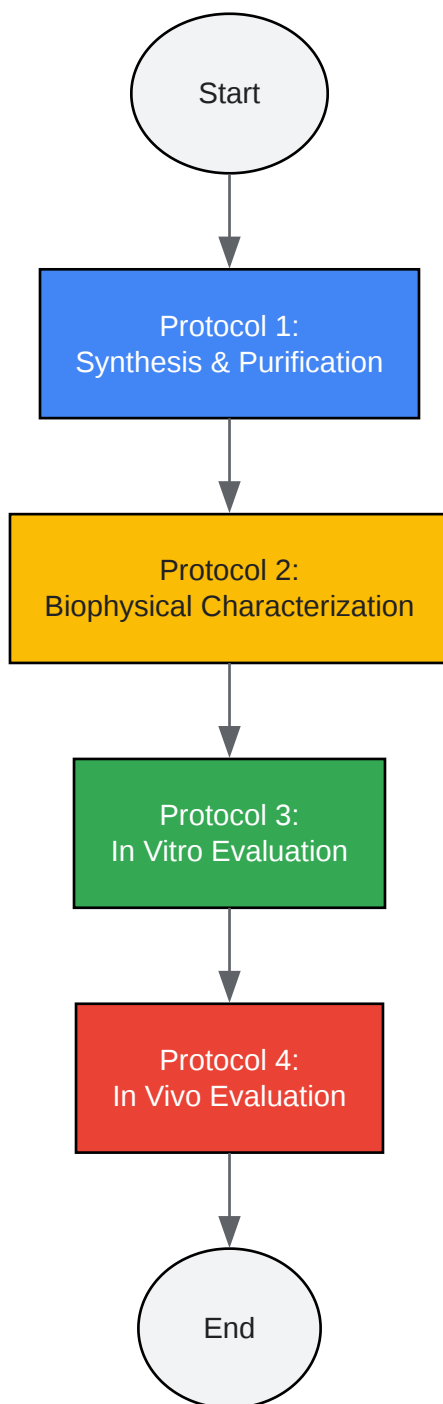 Start
Protocol 1:
Synthesis & Purification
Protocol 2:
Biophysical Characterization
Protocol 3:
In Vitro Evaluation
Protocol 4:
In Vivo Evaluation
End